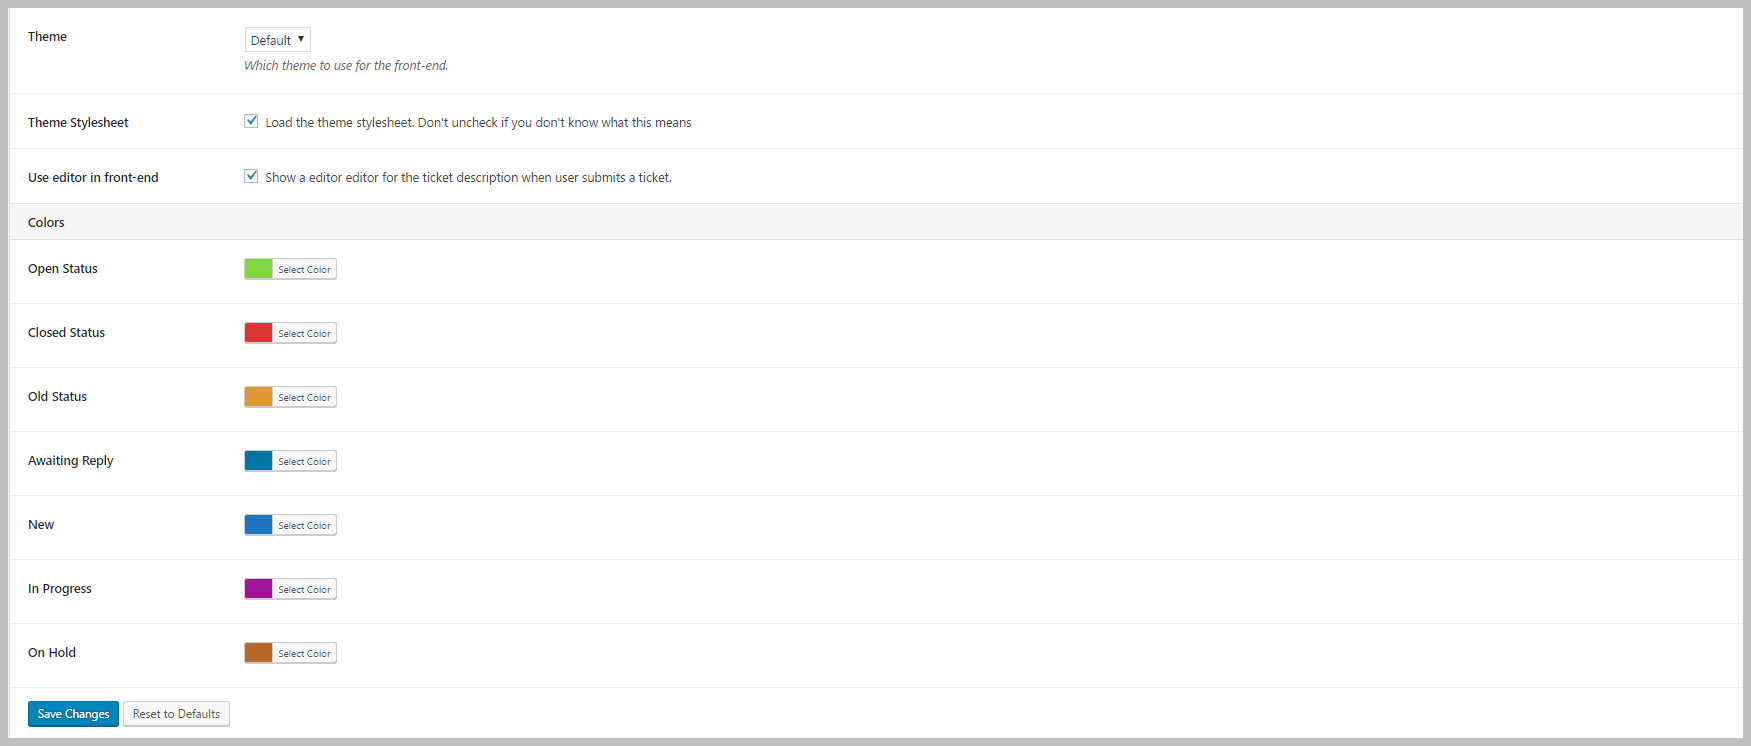 Theme
Default
Which theme to use for the front-end.
Theme Stylesheet
Load the theme stylesheet. Don't uncheck if you don't know what this means
Use editor in front-end
Show a editor editor for the ticket description when user submits a ticket.
Colors
Open Status
Select Color
Closed Status
Select Color
Old Status
Select Color
Awaiting Reply
Select Color
New
Select Color
In Progress
Select Color
On Hold
Select Color
Save Changes
Reset to Defaults